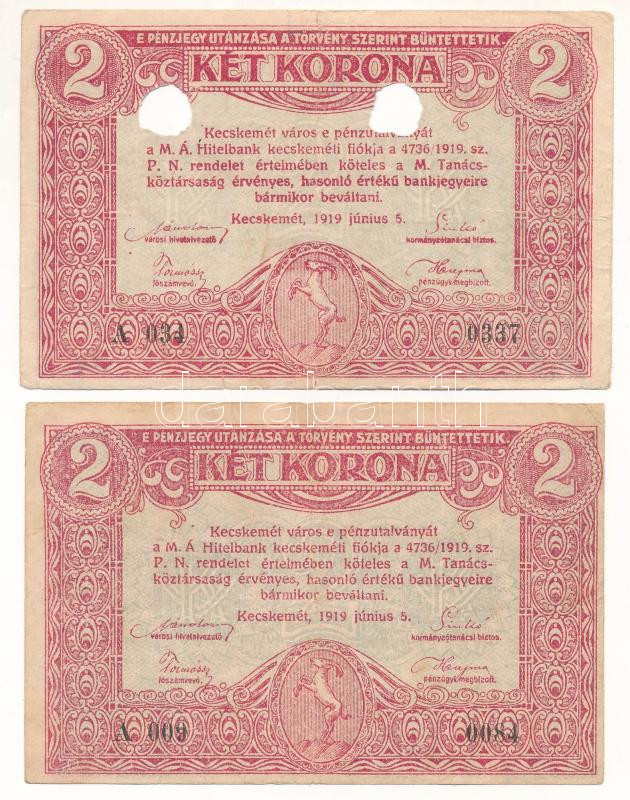 E PÉNZJEGY UTÁNZÁSA A TÖRVÉNY SZERINT BÜNTETTETIK.
2 KÉT KORONA 2
Kecskemét város e pénzutalványát
a M. Á. Hitelbank kecskeméti fiókja a 4736/1919. sz.
P. N. rendelet értelmében köteles a M. Tanács-
köztársaság érvényes, hasonló értékű bankjegyeire
bármikor beváltani.
Kecskemét, 1919 június 5.
városi hivatalvezető kormányzótanácsi biztos.
főszámvevő. pénzügyi megbizott.
A 034 0337
darabanth
E PÉNZJEGY UTÁNZÁSA A TÖRVÉNY SZERINT BÜNTETTETIK.
2 KÉT KORONA 2
Kecskemét város e pénzutalványát
a M. Á. Hitelbank kecskeméti fiókja a 4736/1919. sz.
P. N. rendelet értelmében köteles a M. Tanács-
köztársaság érvényes, hasonló értékű bankjegyeire
bármikor beváltani.
Kecskemét, 1919 június 5.
városi hivatalvezető kormányzótanácsi biztos.
főszámvevő. pénzügyi megbizott.
A 009 0084